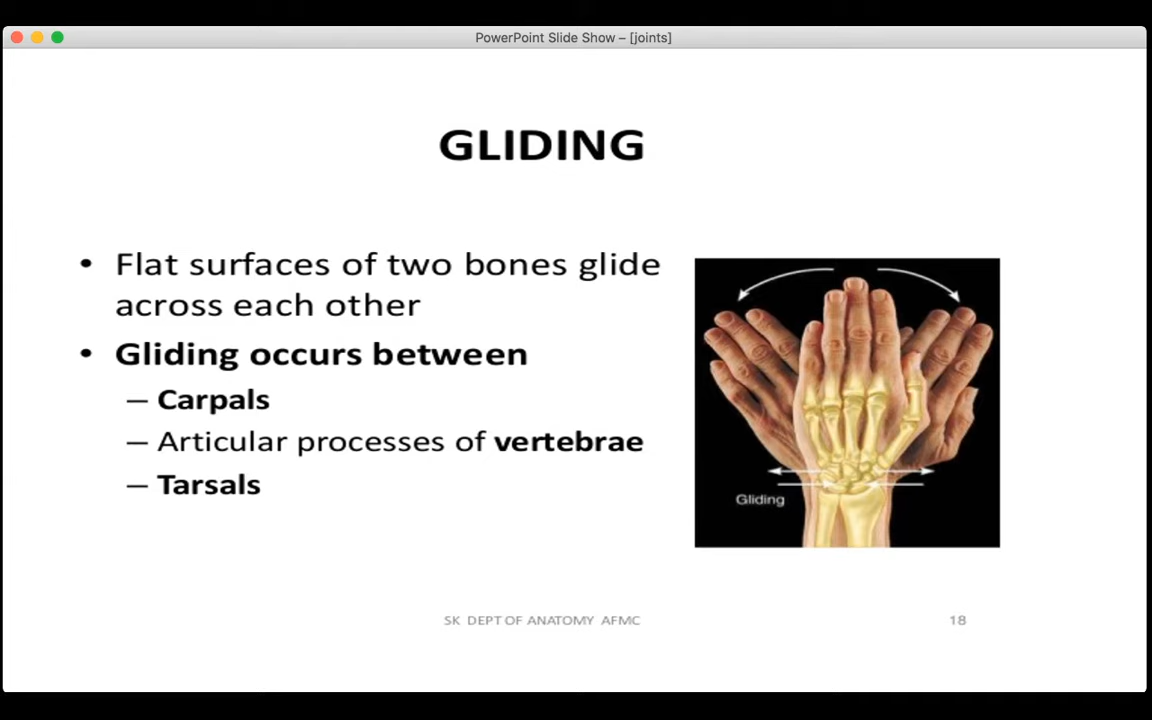 PowerPoint Slide Show – [joints]
GLIDING
• Flat surfaces of two bones glide
across each other
• Gliding occurs between
– Carpals
– Articular processes of vertebrae
– Tarsals
Gliding
SK DEPT OF ANATOMY AFMC
18